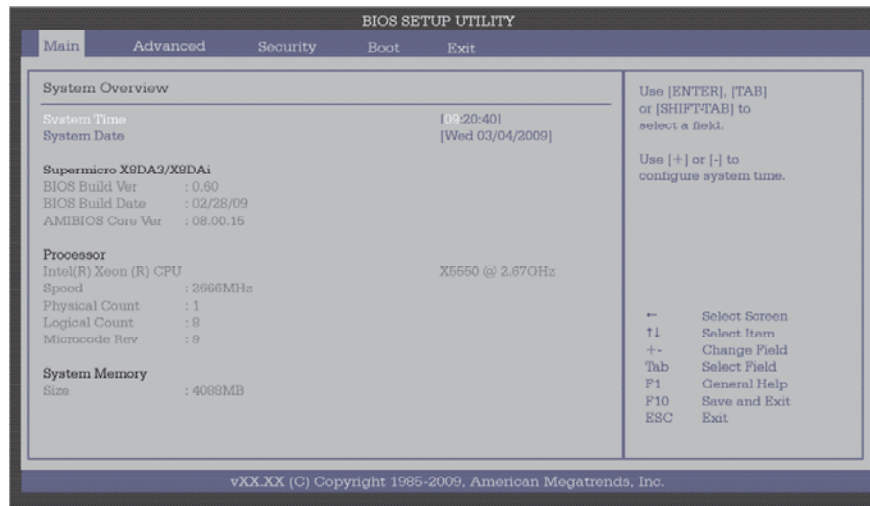 BIOS SETUP UTILITY
Main Advanced Security Boot Exit
System Overview
System Time [09:20:40]
System Date [Wed 03/04/2009]
Supermicro X8DA3/X8DAi
BIOS Build Ver : 0.60
BIOS Build Date : 02/28/09
AMIBIOS Core Ver : 08.00.15
Processor
Intel(R) Xeon (R) CPU X5550 @ 2.67GHz
Speed : 2666MHz
Physical Count : 1
Logical Count : 8
Microcode Rev : 9
System Memory
Size : 4088MB
Use [ENTER], [TAB]
or [SHIFT-TAB] to
select a field.
Use [+] or [-] to
configure system time.
← Select Screen
↑↓ Select Item
+- Change Field
Tab Select Field
F1 General Help
F10 Save and Exit
ESC Exit
vXX.XX (C) Copyright 1985-2009, American Megatrends, Inc.